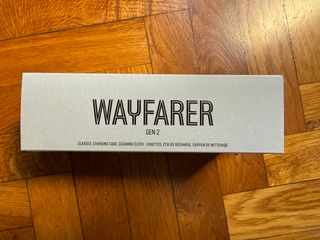 WAYFARER
GEN 2
GLASSES, CHARGING CASE, CLEANING CLOTH · LUNETTES, ÉTUI DE RECHARGE, CHIFFON DE NETTOYAGE